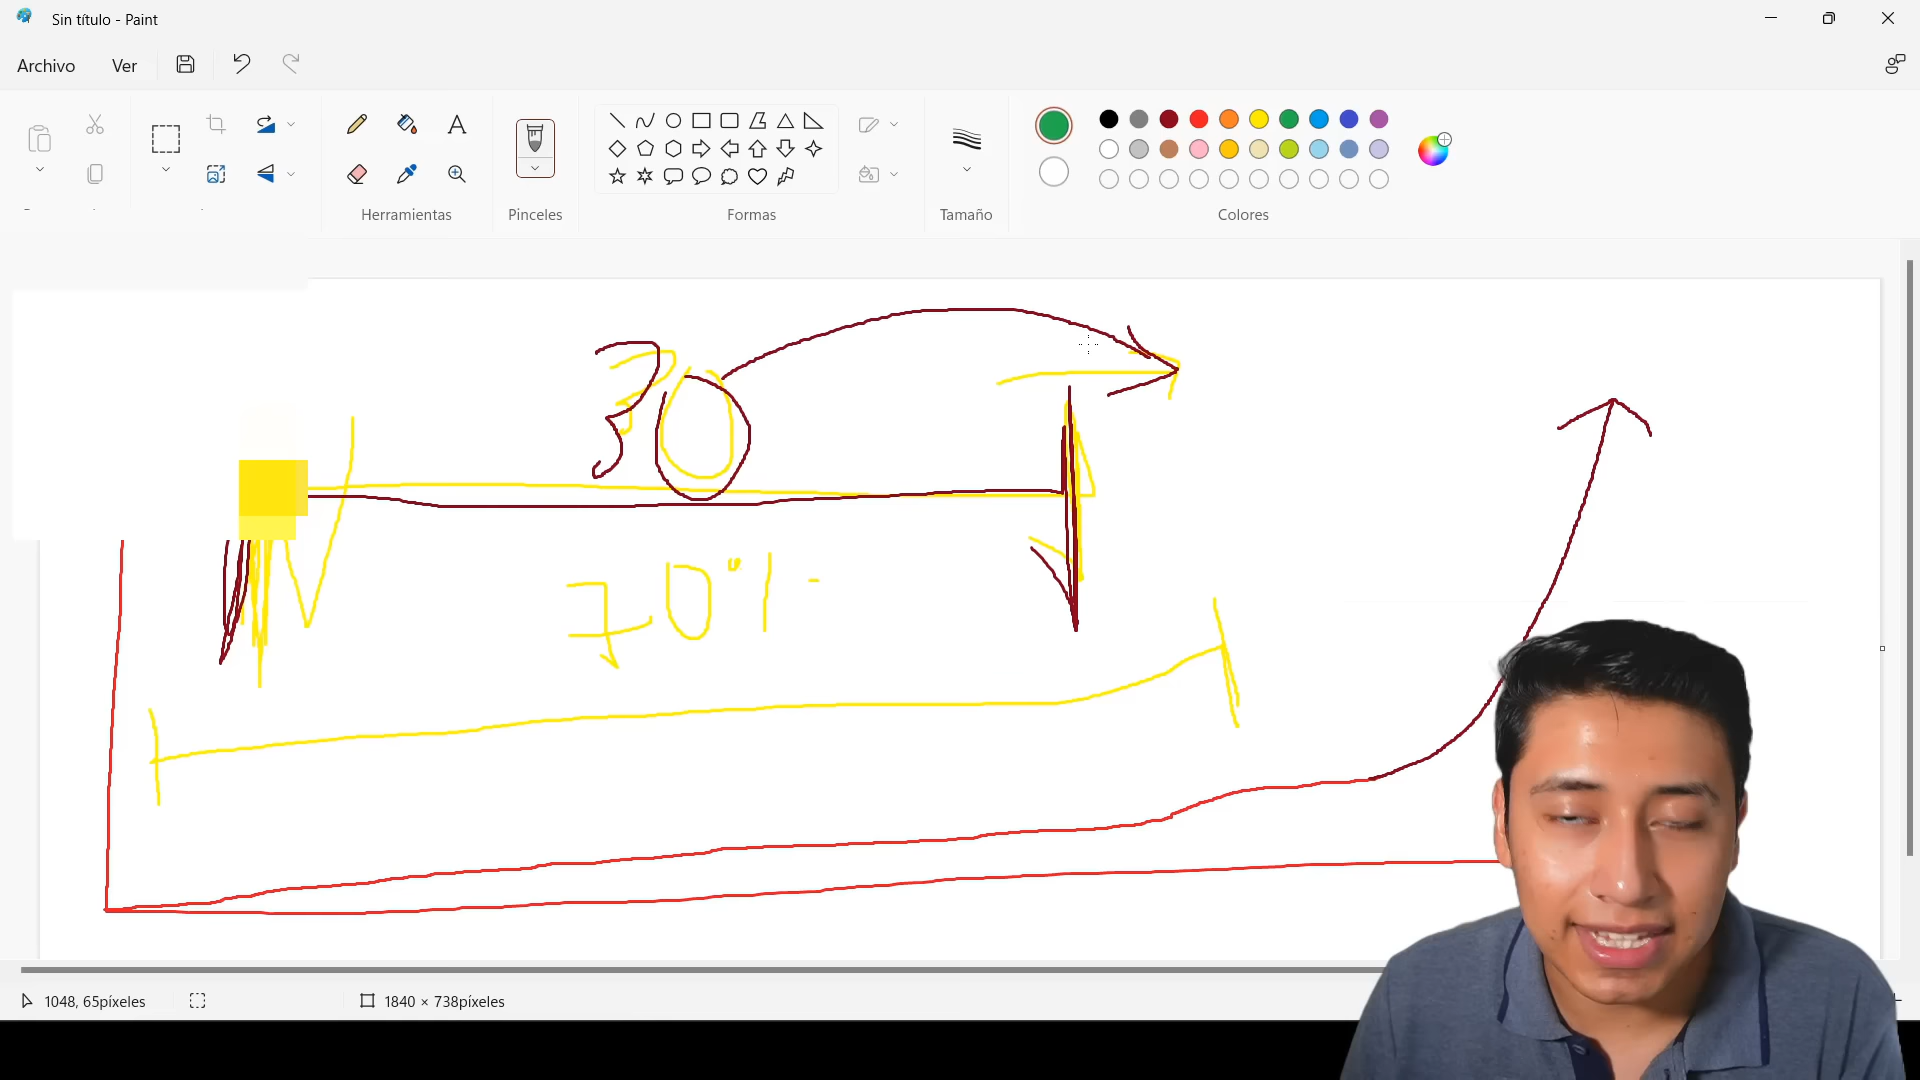 Sin título - Paint
Archivo Ver
Herramientas Pinceles Formas Tamaño Colores
30
70%
1048, 65píxeles 1840 × 738píxeles